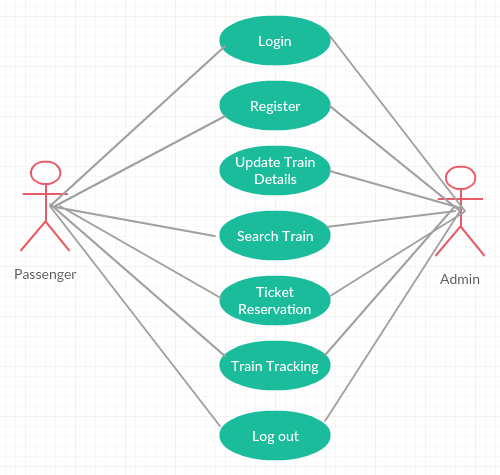 Login
Register
Update Train
Details
Search Train
Ticket
Reservation
Train Tracking
Log out
Passenger
Admin